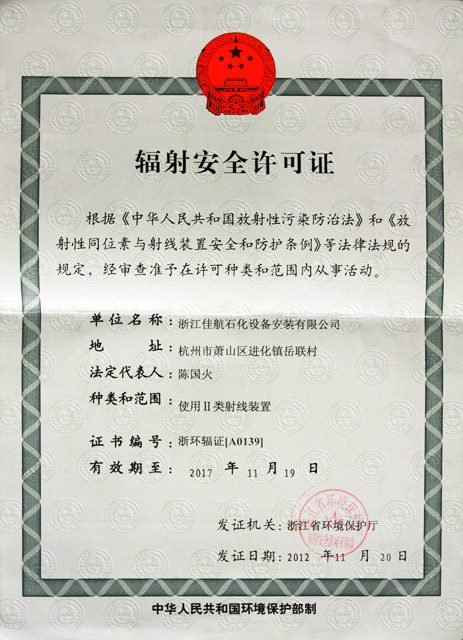 辐射安全许可证
根据《中华人民共和国放射性污染防治法》和《放
射性同位素与射线装置安全和防护条例》等法律法规的
规定，经审查准予在许可种类和范围内从事活动。
单位名称：浙江佳航石化设备安装有限公司
地 址：杭州市萧山区进化镇岳联村
法定代表人：陈国火
种类和范围：使用Ⅱ类射线装置
证书编号：浙环辐证[A0139]
有效期至：2017 年 11 月 19 日
发证机关：浙江省环境保护厅
发证日期：2012 年 11 月 20 日
中华人民共和国环境保护部制